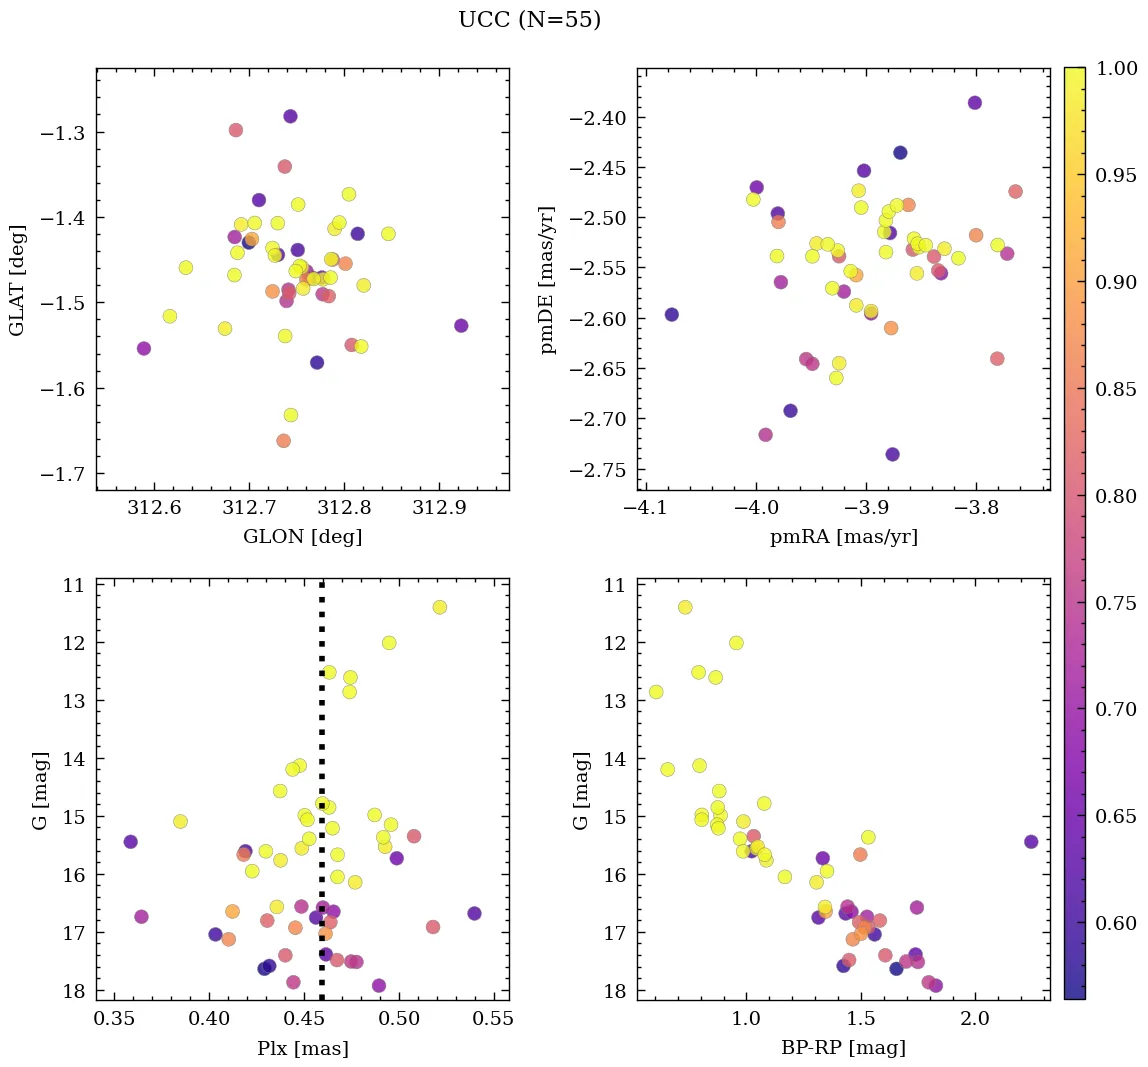 UCC (N=55)
−1.3
−1.4
−1.5
−1.6
−1.7
GLAT [deg]
312.6 312.7 312.8 312.9
GLON [deg]
−2.40
−2.45
−2.50
−2.55
−2.60
−2.65
−2.70
−2.75
pmDE [mas/yr]
−4.1 −4.0 −3.9 −3.8
pmRA [mas/yr]
11
12
13
14
15
16
17
18
G [mag]
0.35 0.40 0.45 0.50 0.55
Plx [mas]
11
12
13
14
15
16
17
18
G [mag]
1.0 1.5 2.0
BP-RP [mag]
1.00
0.95
0.90
0.85
0.80
0.75
0.70
0.65
0.60